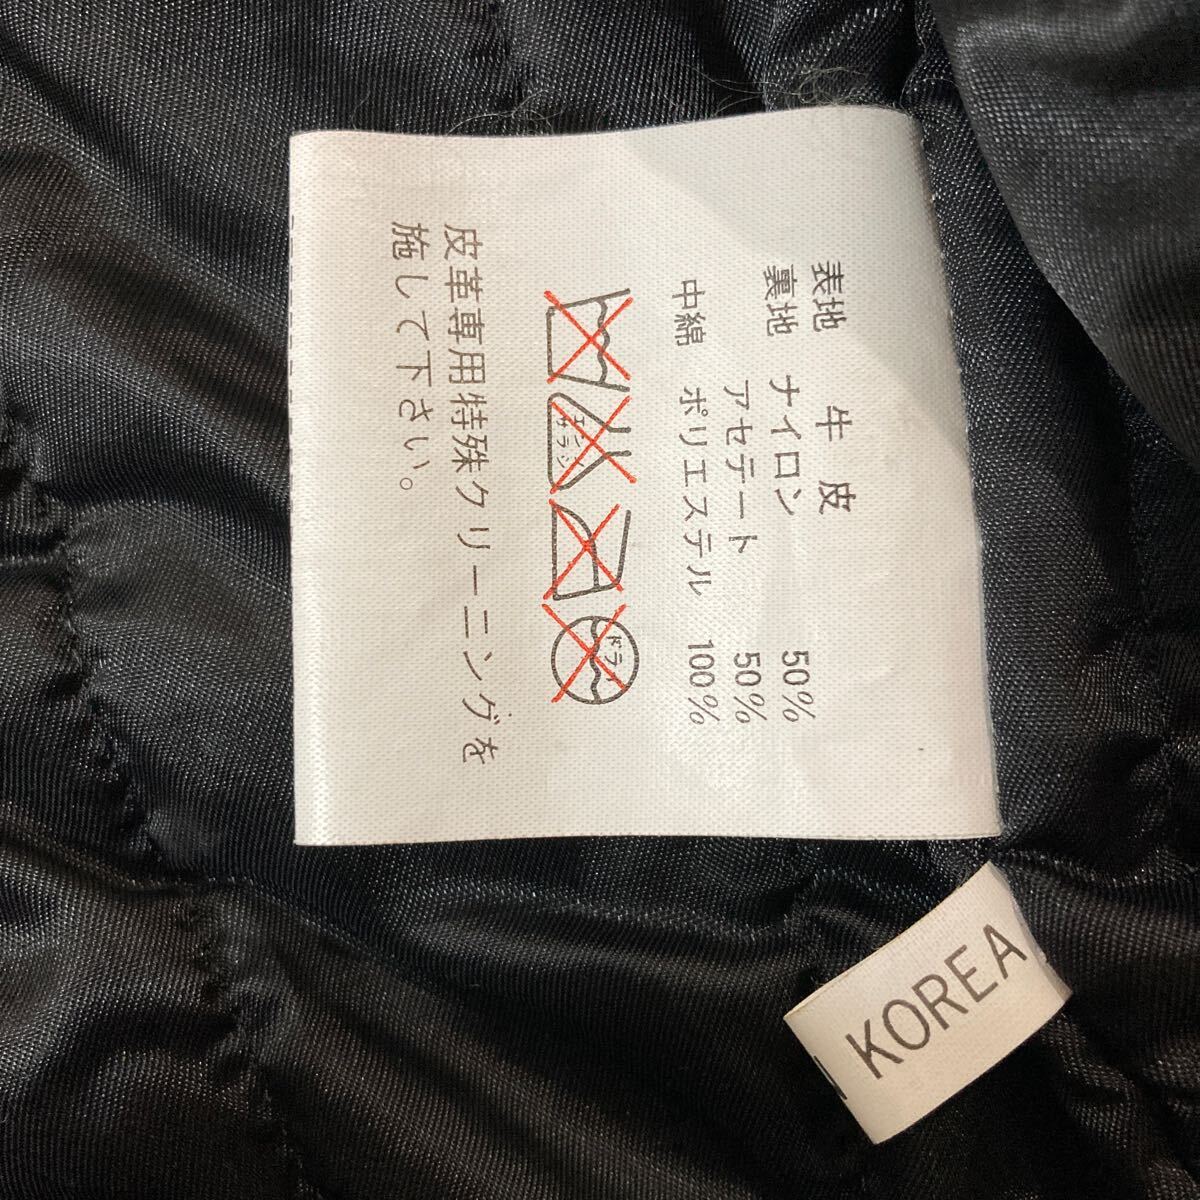 表地 牛皮
裏地 ナイロン 50%
アセテート 50%
中綿 ポリエステル 100%
エンソ
サラシ
ドライ
皮革専用特殊クリーニングを
施して下さい。
KOREA